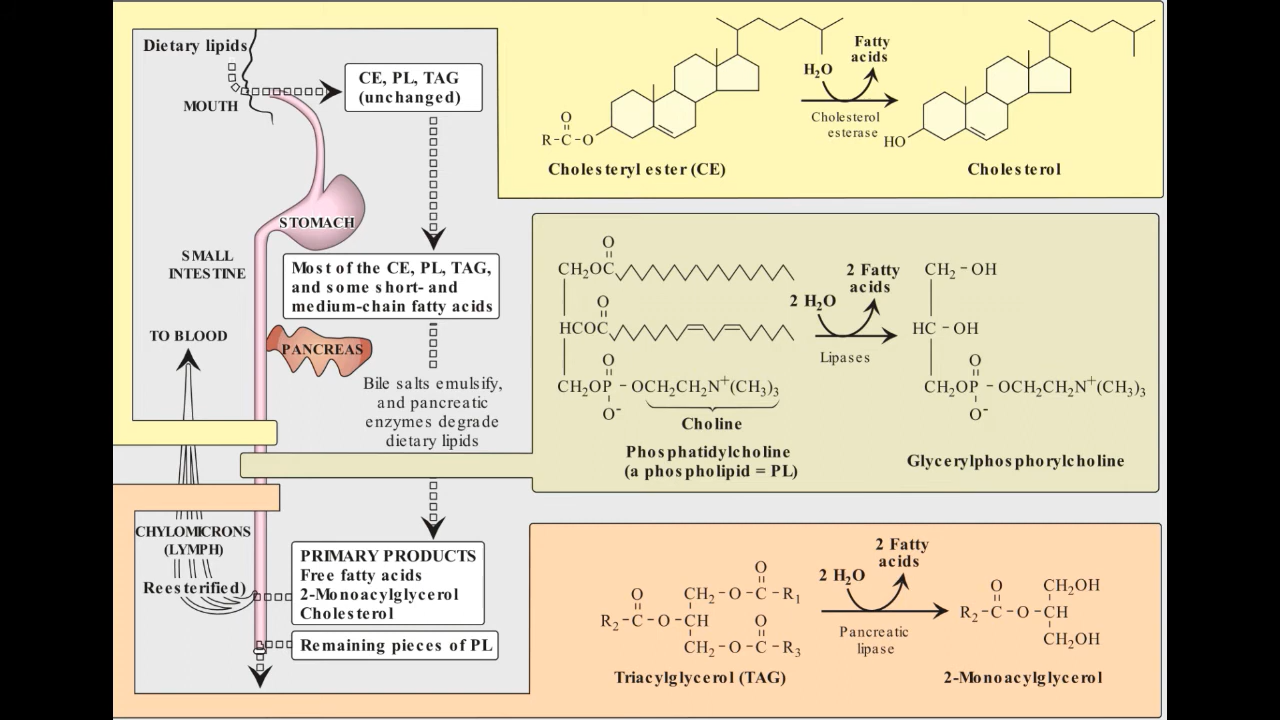 Dietary lipids
MOUTH
CE, PL, TAG
(unchanged)
STOMACH
SMALL
INTESTINE
Most of the CE, PL, TAG,
and some short- and
medium-chain fatty acids
TO BLOOD
PANCREAS
Bile salts emulsify,
and pancreatic
enzymes degrade
dietary lipids
CHYLOMICRONS
(LYMPH)
Reesterified)
PRIMARY PRODUCTS
Free fatty acids
2-Monoacylglycerol
Cholesterol
Remaining pieces of PL
O
R-C-O
H₂O
Fatty
acids
Cholesterol
esterase
HO
Cholesteryl ester (CE)
Cholesterol
O
CH₂OC
O
HCOC
O
CH₂OP - OCH₂CH₂N⁺(CH₃)₃
O⁻
Choline
Phosphatidylcholine
(a phospholipid = PL)
2 H₂O
2 Fatty
acids
Lipases
CH₂ - OH
HC - OH
O
CH₂OP - OCH₂CH₂N⁺(CH₃)₃
O⁻
Glycerylphosphorylcholine
O
CH₂-O-C-R₁
O
R₂-C-O-CH
O
CH₂-O-C-R₃
Triacylglycerol (TAG)
2 H₂O
2 Fatty
acids
Pancreatic
lipase
CH₂OH
O
R₂-C-O-CH
CH₂OH
2-Monoacylglycerol